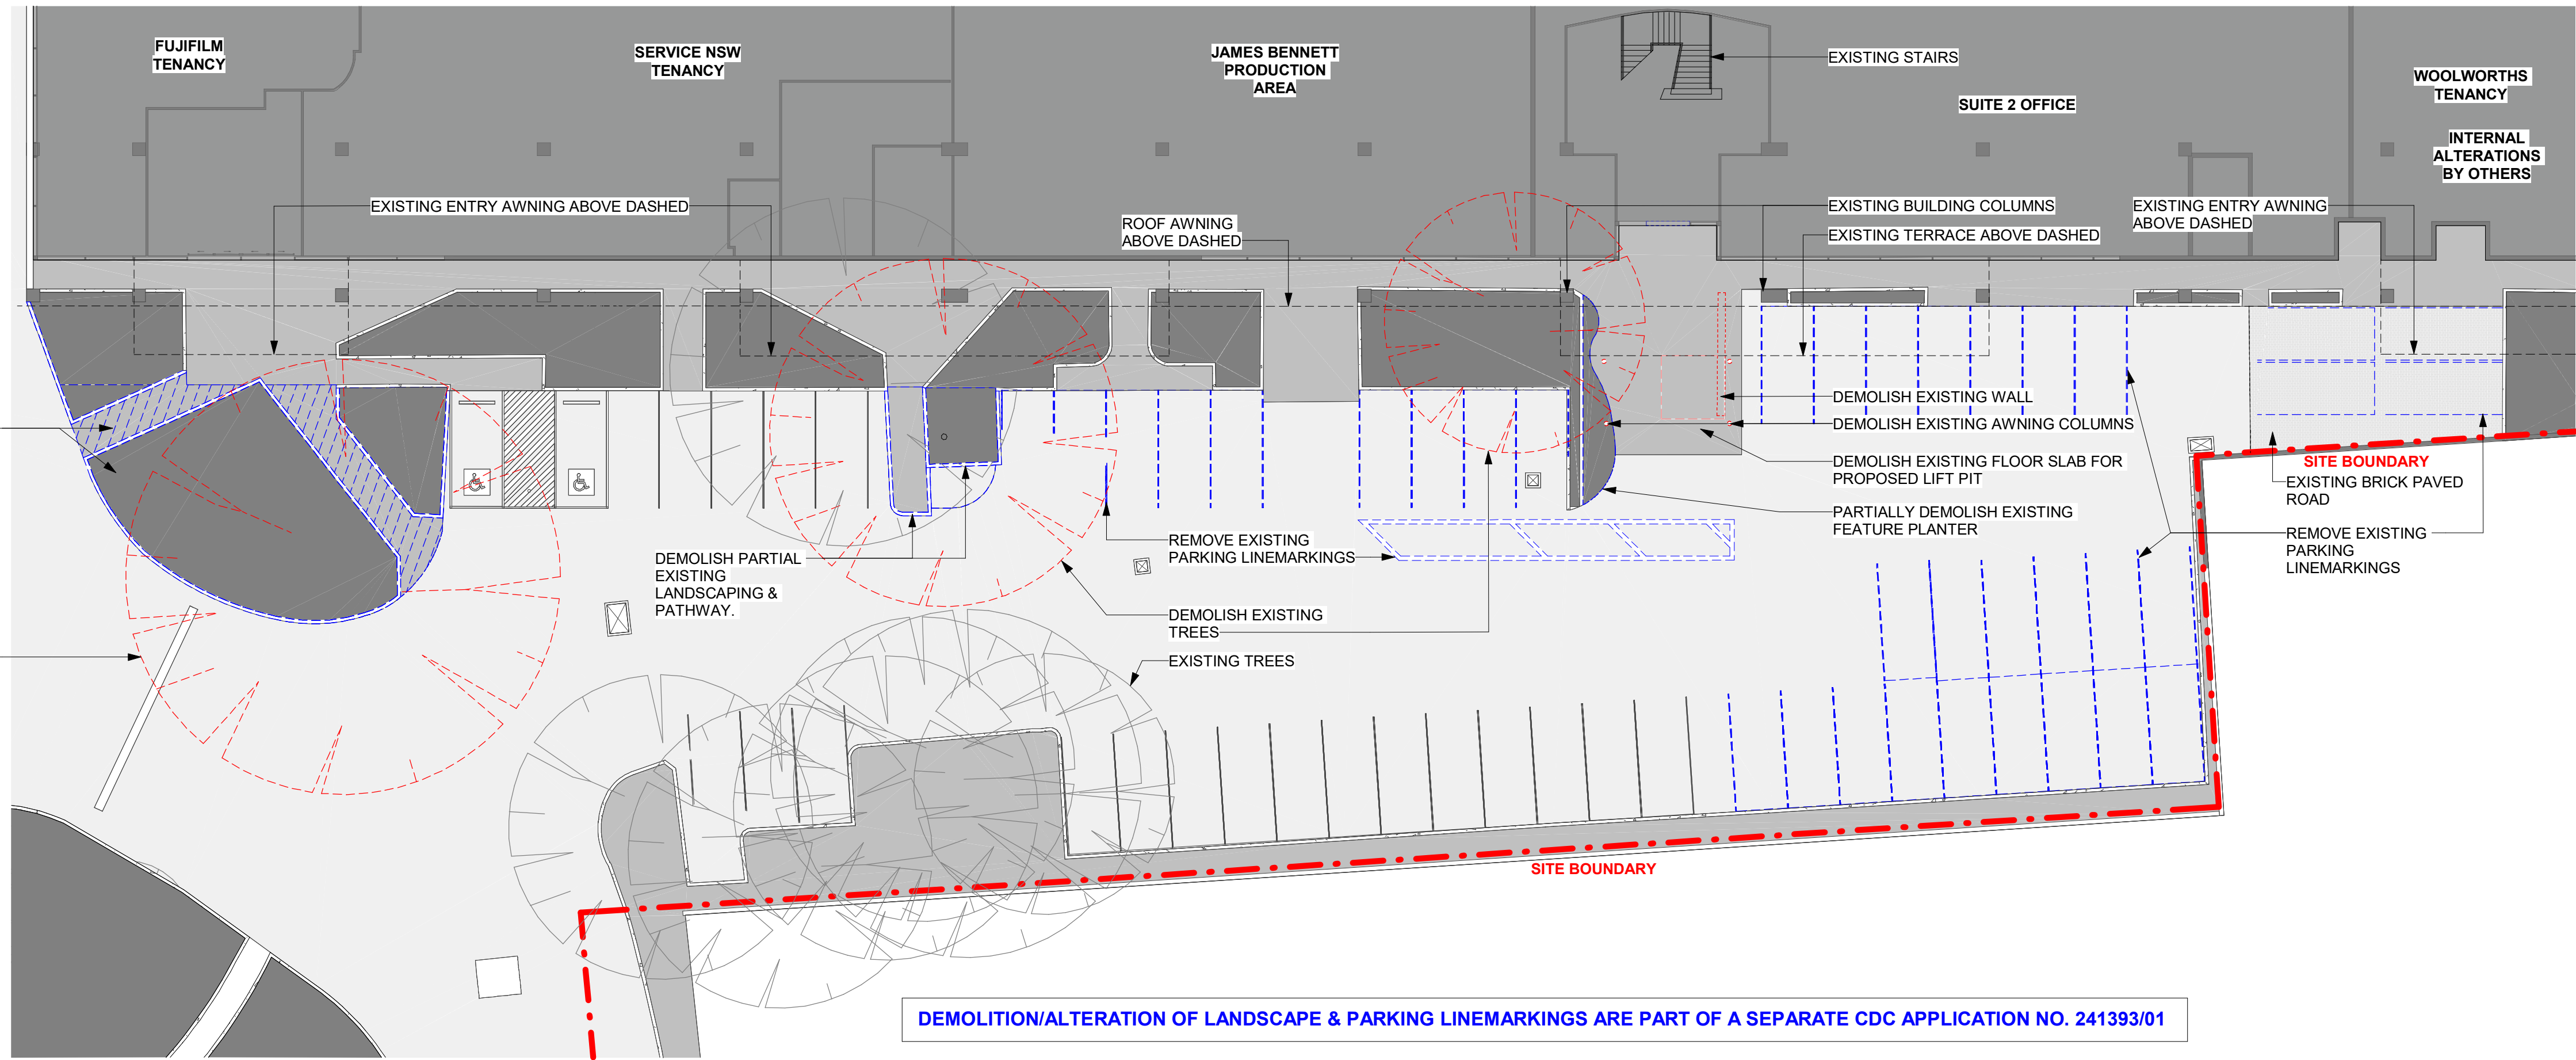 FUJIFILM
TENANCY
SERVICE NSW
TENANCY
JAMES BENNETT
PRODUCTION
AREA
EXISTING STAIRS
SUITE 2 OFFICE
WOOLWORTHS
TENANCY
INTERNAL
ALTERATIONS
BY OTHERS
EXISTING ENTRY AWNING ABOVE DASHED
ROOF AWNING
ABOVE DASHED
EXISTING BUILDING COLUMNS
EXISTING TERRACE ABOVE DASHED
EXISTING ENTRY AWNING
ABOVE DASHED
DEMOLISH EXISTING WALL
DEMOLISH EXISTING AWNING COLUMNS
DEMOLISH EXISTING FLOOR SLAB FOR
PROPOSED LIFT PIT
PARTIALLY DEMOLISH EXISTING
FEATURE PLANTER
SITE BOUNDARY
EXISTING BRICK PAVED
ROAD
REMOVE EXISTING
PARKING
LINEMARKINGS
REMOVE EXISTING
PARKING LINEMARKINGS
DEMOLISH PARTIAL
EXISTING
LANDSCAPING &
PATHWAY.
DEMOLISH EXISTING
TREES
EXISTING TREES
SITE BOUNDARY
DEMOLITION/ALTERATION OF LANDSCAPE & PARKING LINEMARKINGS ARE PART OF A SEPARATE CDC APPLICATION NO. 241393/01